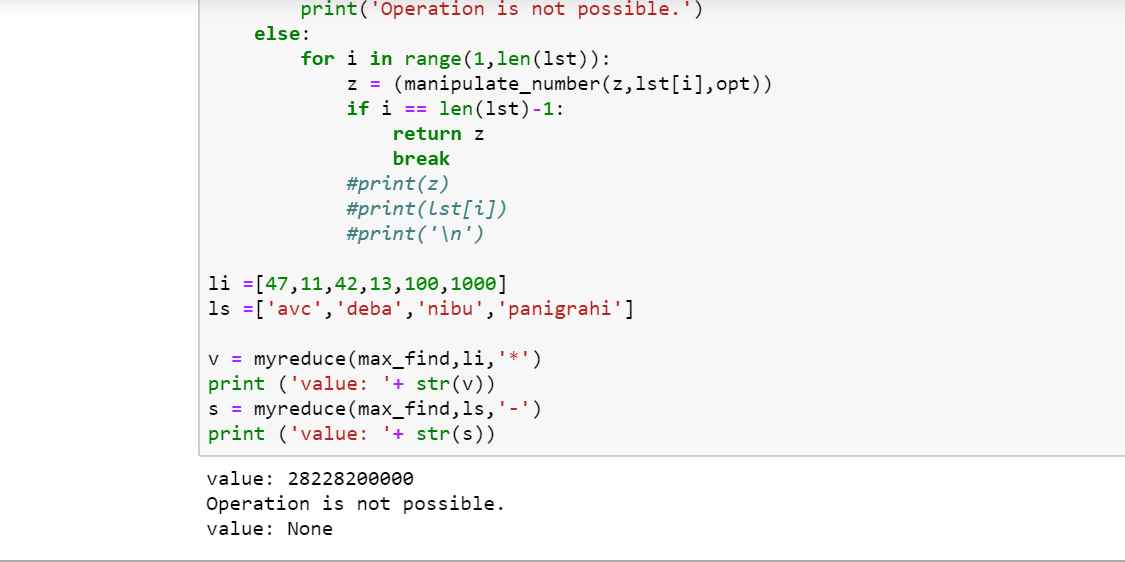 print('Operation is not possible.')
    else:
        for i in range(1,len(lst)):
            z = (manipulate_number(z,lst[i],opt))
            if i == len(lst)-1:
                return z
                break
            #print(z)
            #print(lst[i])
            #print('\n')

li =[47,11,42,13,100,1000]
ls =['avc','deba','nibu','panigrahi']

v = myreduce(max_find,li,'*')
print ('value: '+ str(v))
s = myreduce(max_find,ls,'-')
print ('value: '+ str(s))
value: 28228200000
Operation is not possible.
value: None